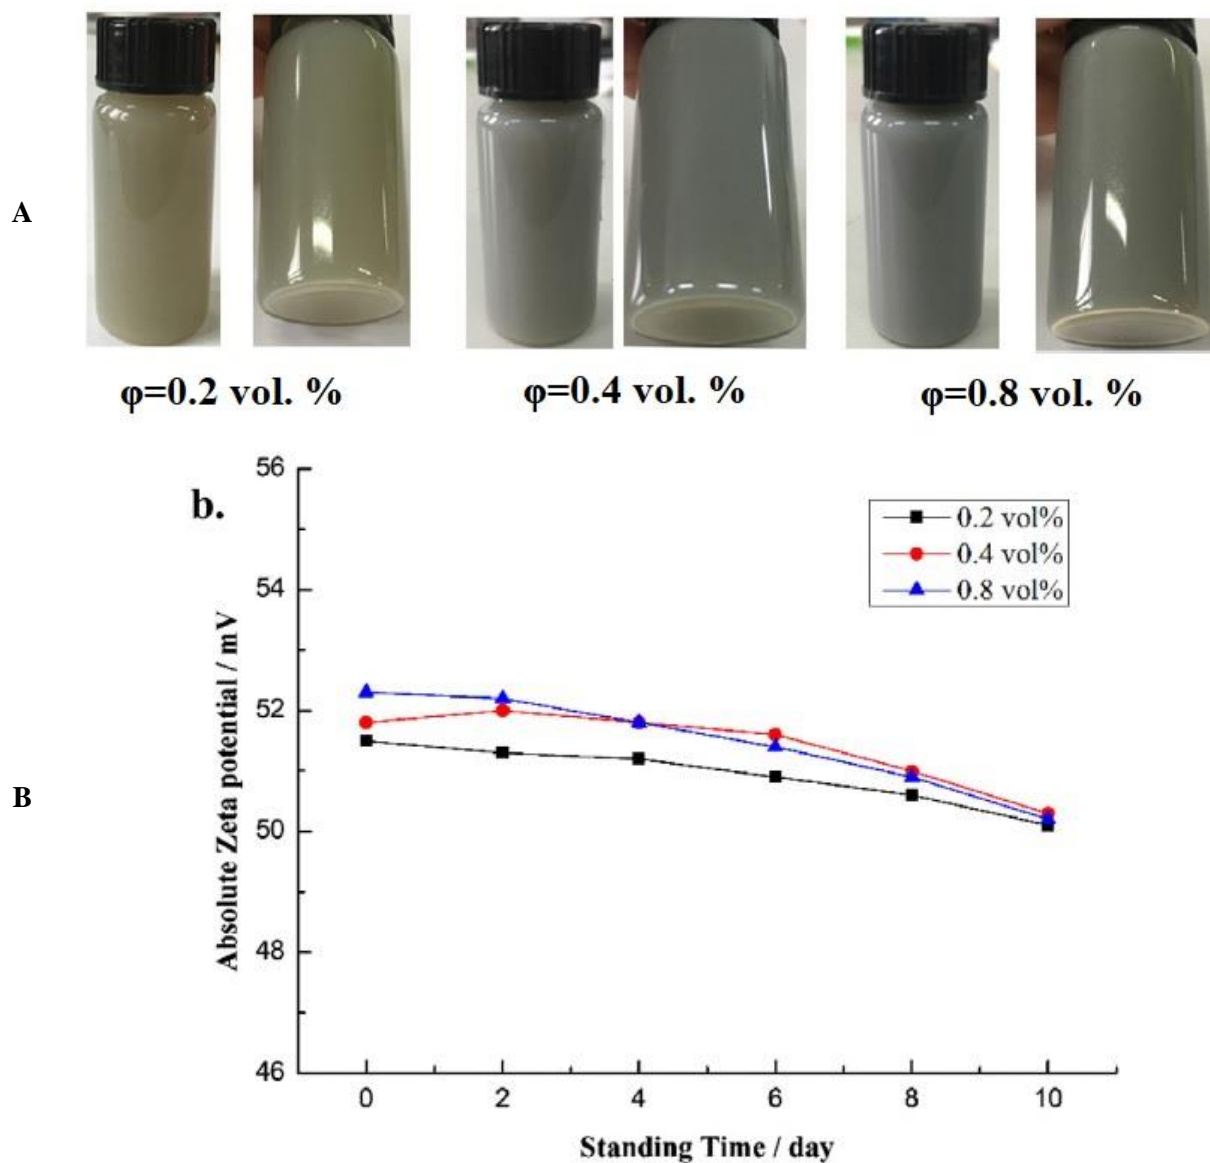 A
φ=0.2 vol. %
φ=0.4 vol. %
φ=0.8 vol. %
B
b.
0.2 vol%
0.4 vol%
0.8 vol%
Absolute Zeta potential / mV
56
54
52
50
48
46
0 2 4 6 8 10
Standing Time / day